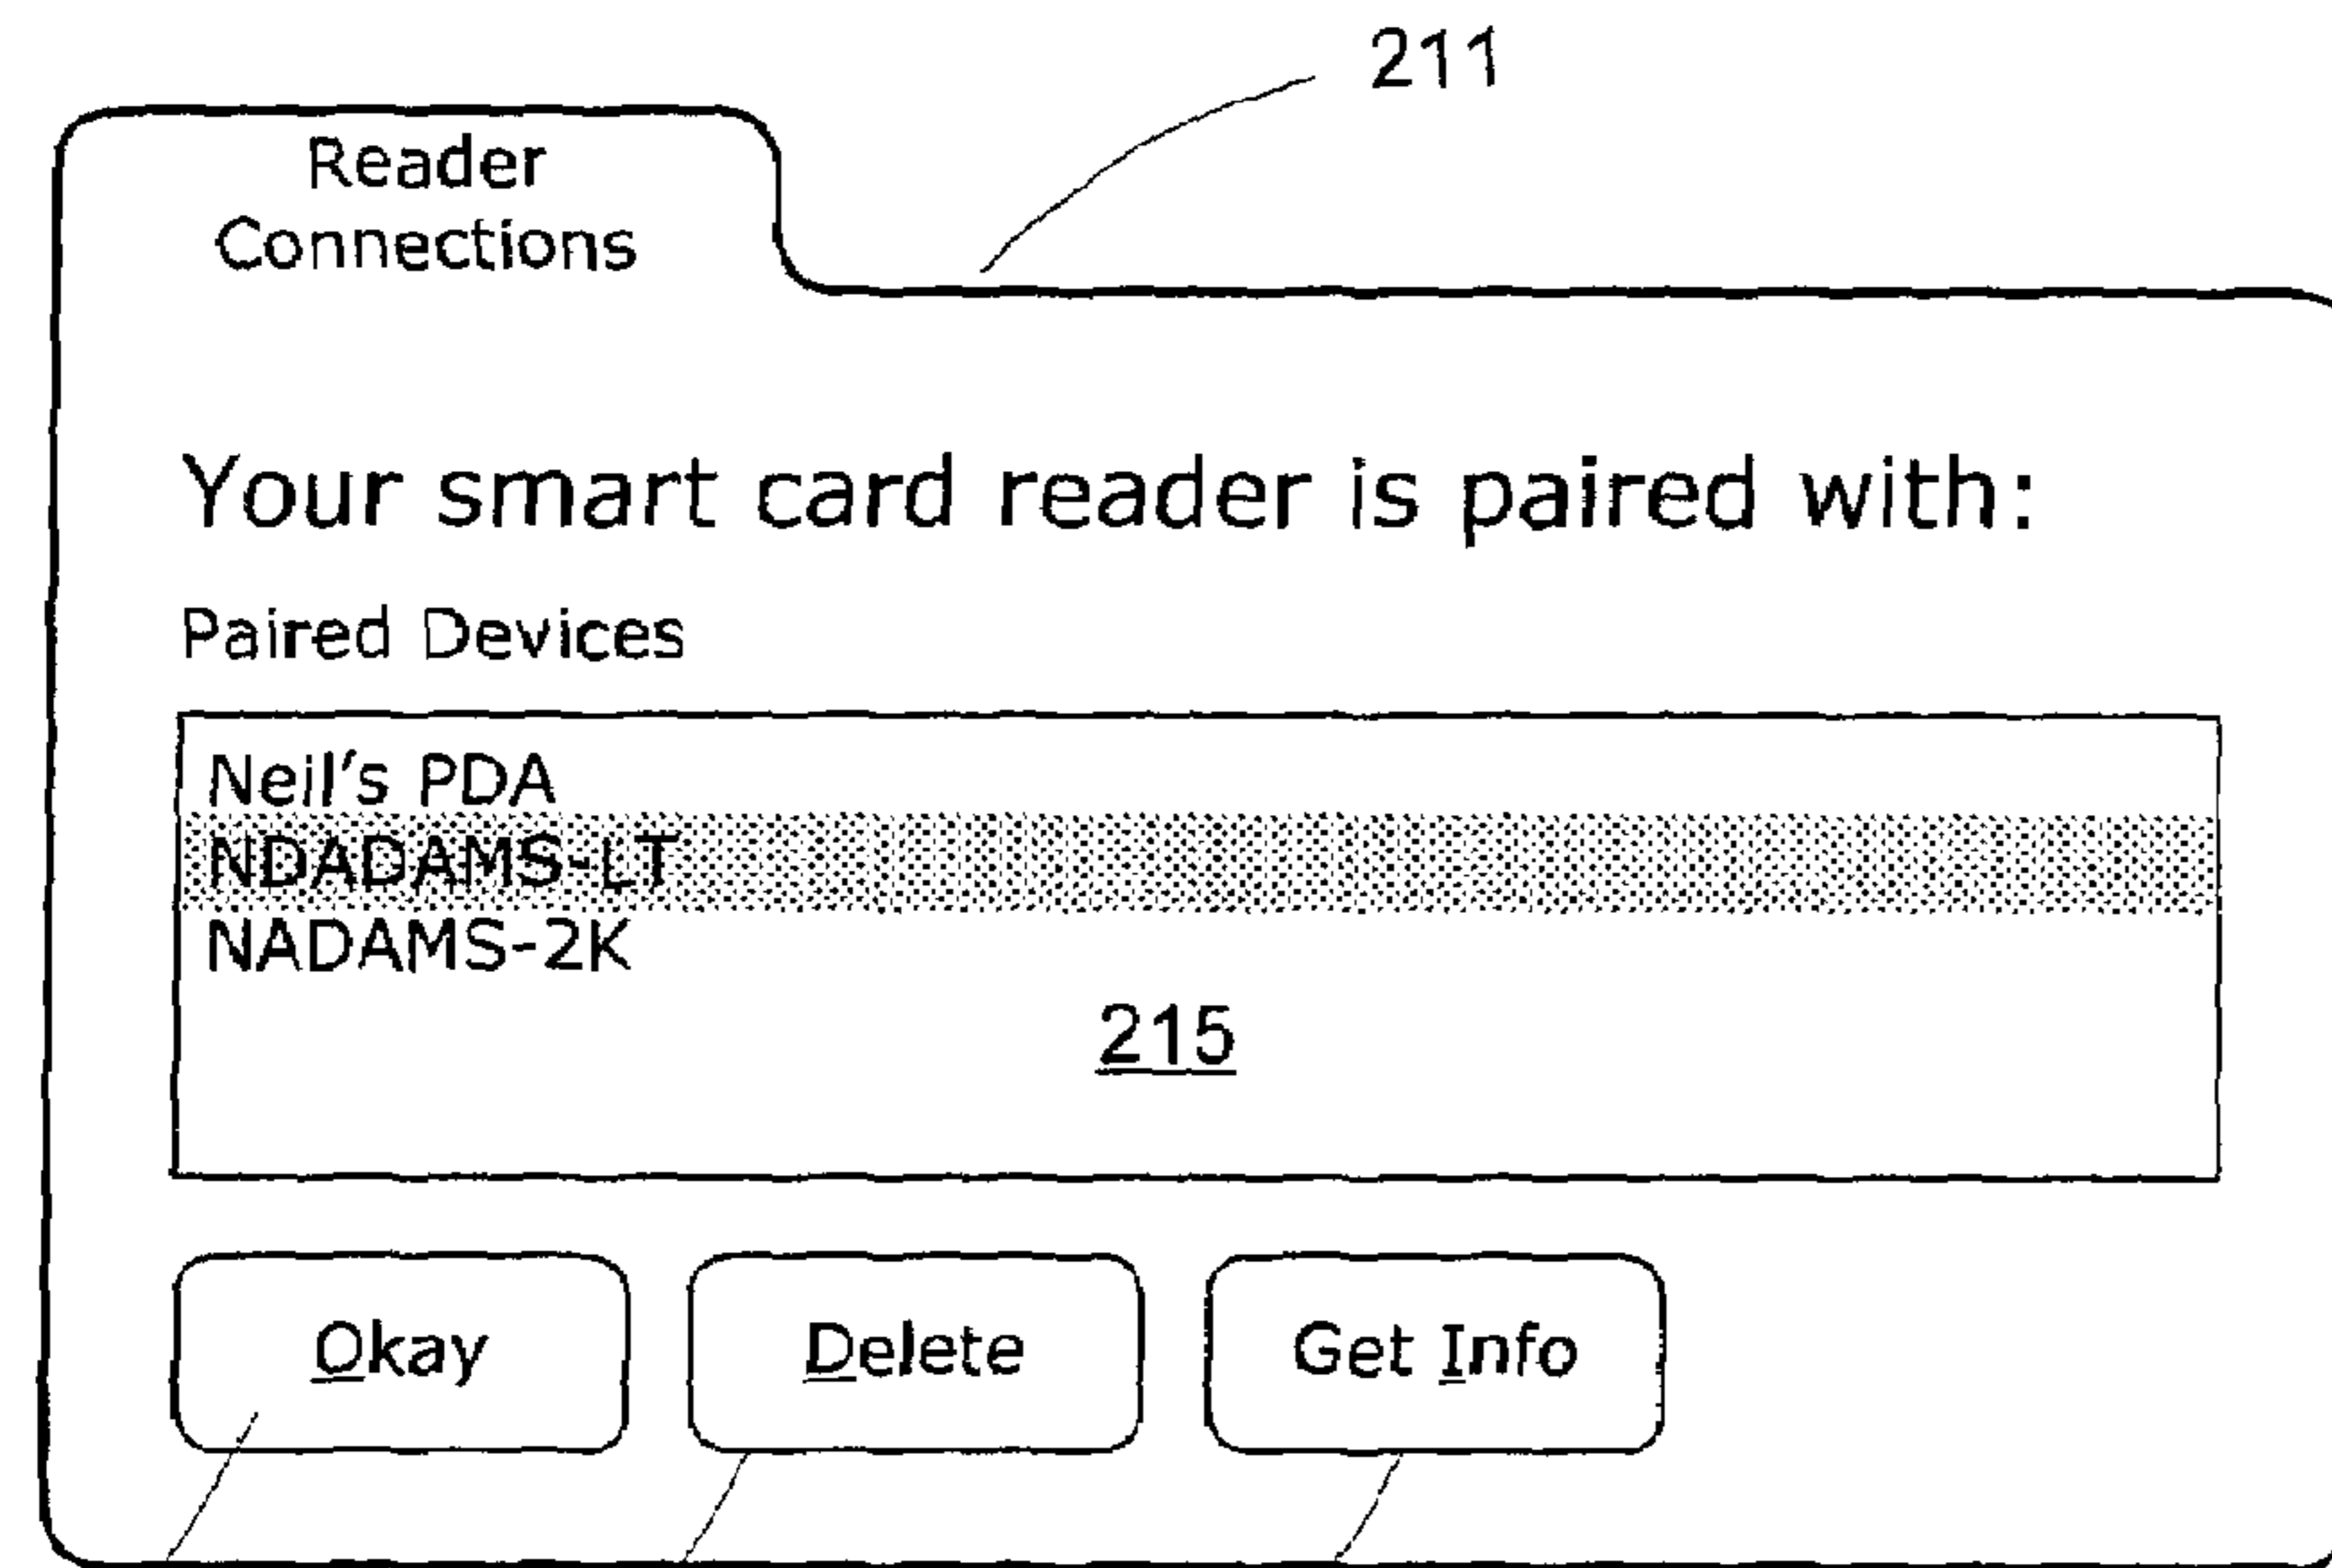 211
Reader
Connections
Your smart card reader is paired with:
Paired Devices
Neil's PDA
NDADAMS-LT
NADAMS-2K
215
Okay Delete Get Info